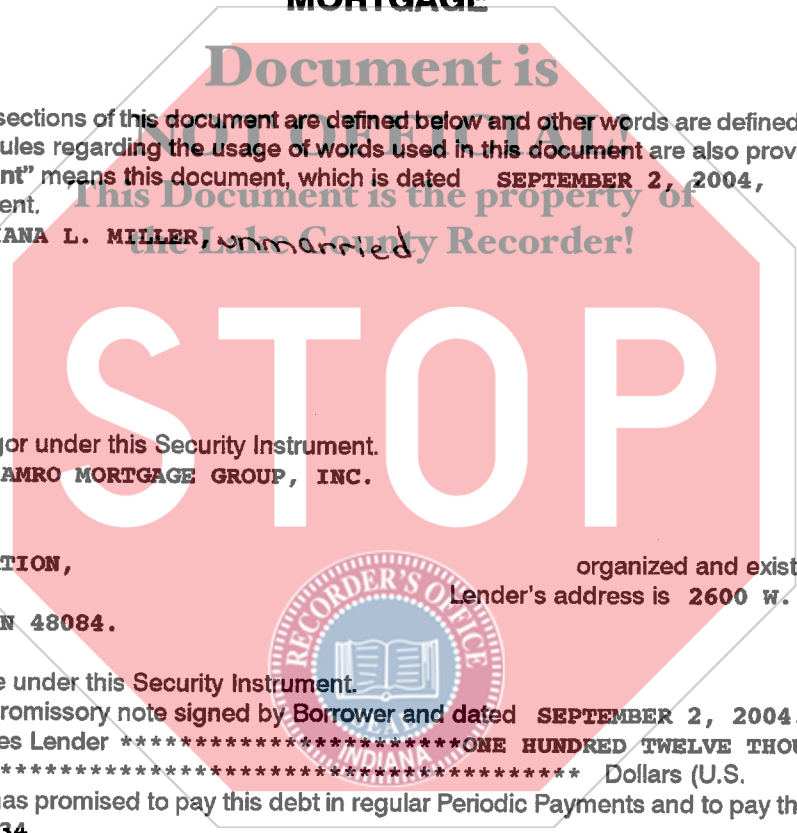 MORTGAGE
Document is
sections of this document are defined below and other words are defined
ules regarding the usage of words used in this document are also prov
NOT OFFICIAL!
nt" means this document, which is dated SEPTEMBER 2, 2004,
This Document is the property of
ent.
IANA L. MILLER, unmarried
the Lake County Recorder!
STOP
gor under this Security Instrument.
AMRO MORTGAGE GROUP, INC.
TION, organized and exist
Lender's address is 2600 W.
N 48084.
RECORDER'S OFFICE
INDIANA
e under this Security Instrument.
romissory note signed by Borrower and dated SEPTEMBER 2, 2004.
es Lender ***********************ONE HUNDRED TWELVE THOU
*************************************** Dollars (U.S.
has promised to pay this debt in regular Periodic Payments and to pay th
34